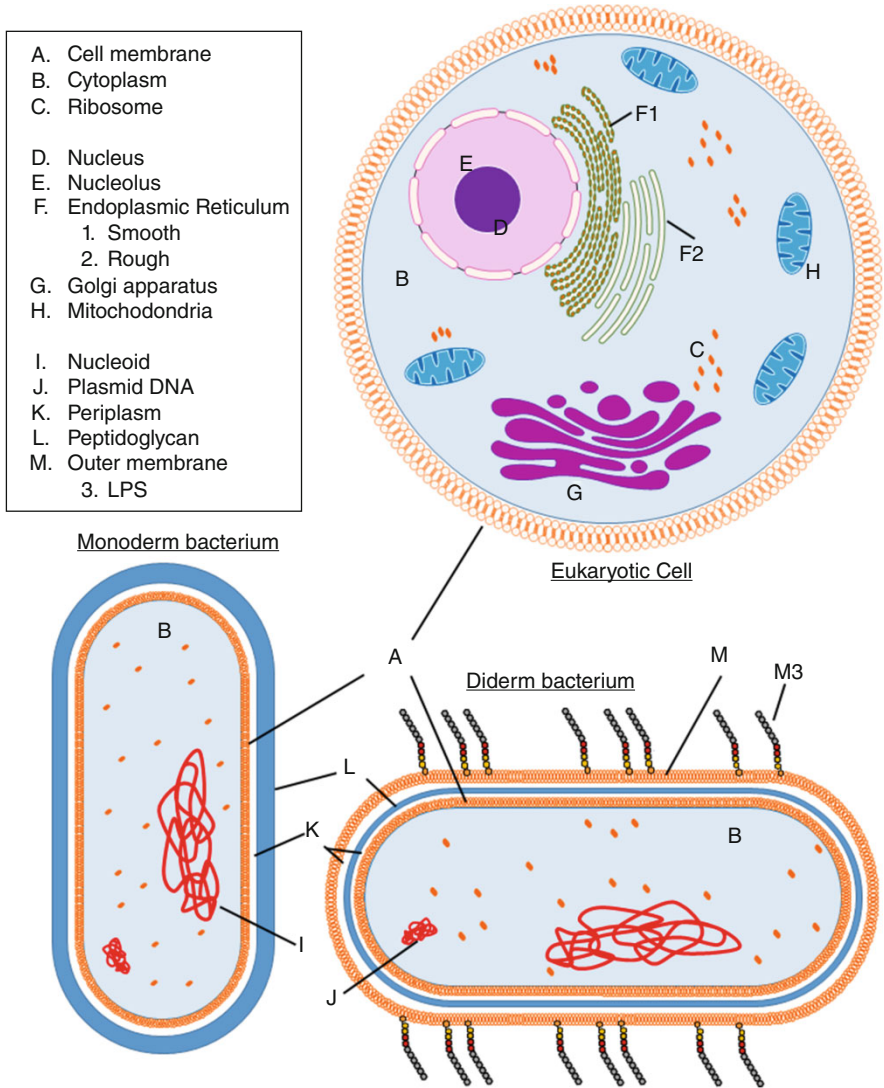 A. Cell membrane
B. Cytoplasm
C. Ribosome
D. Nucleus
E. Nucleolus
F. Endoplasmic Reticulum
1. Smooth
2. Rough
G. Golgi apparatus
H. Mitochodondria
I. Nucleoid
J. Plasmid DNA
K. Periplasm
L. Peptidoglycan
M. Outer membrane
3. LPS
F1
E
D
F2
B
H
C
G
Eukaryotic Cell
Monoderm bacterium
B
A
M
Diderm bacterium
M3
L
K
B
I
J